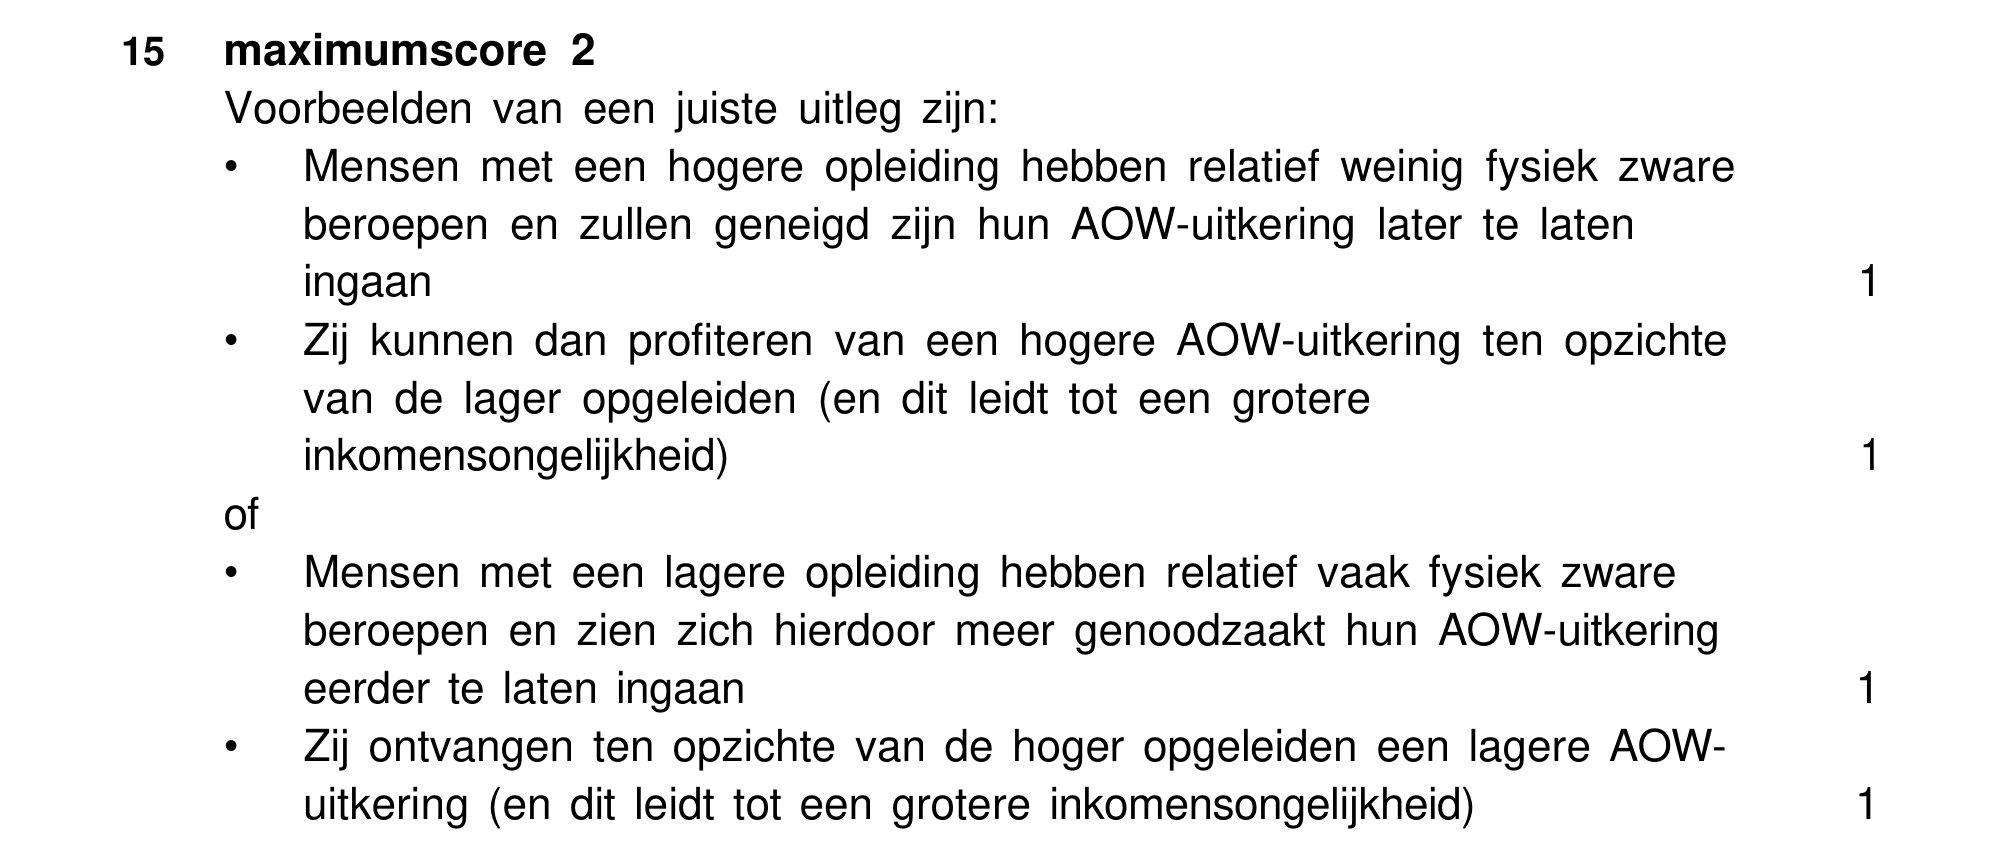 15 maximumscore 2
Voorbeelden van een juiste uitleg zijn:
• Mensen met een hogere opleiding hebben relatief weinig fysiek zware
beroepen en zullen geneigd zijn hun AOW-uitkering later te laten
ingaan 1
• Zij kunnen dan profiteren van een hogere AOW-uitkering ten opzichte
van de lager opgeleiden (en dit leidt tot een grotere
inkomensongelijkheid) 1
of
• Mensen met een lagere opleiding hebben relatief vaak fysiek zware
beroepen en zien zich hierdoor meer genoodzaakt hun AOW-uitkering
eerder te laten ingaan 1
• Zij ontvangen ten opzichte van de hoger opgeleiden een lagere AOW-
uitkering (en dit leidt tot een grotere inkomensongelijkheid) 1